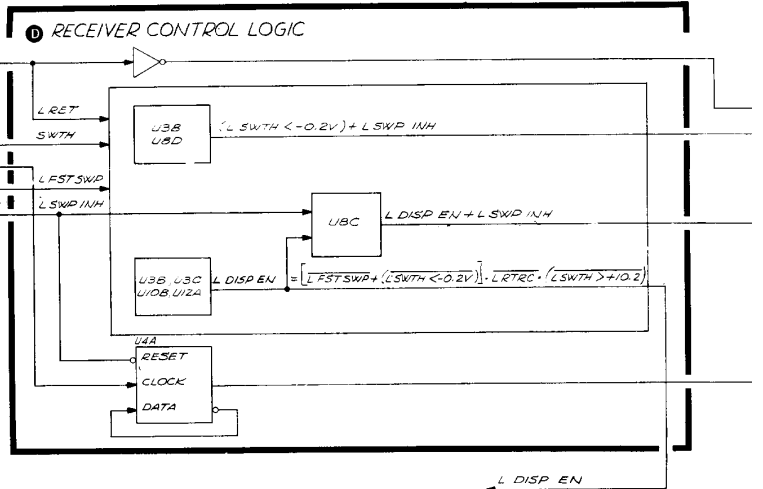 D RECEIVER CONTROL LOGIC
L RET
SWTH
L FST SWP
L SWP INH
U3B
U8D
(L SWTH < -0.2V) + L SWP INH
U8C
L DISP EN + L SWP INH
U3B, U3C
U10B, U12A
L DISP EN = [L FST SWP + (L SWTH < -0.2V)] · L RTRC · (L SWTH > +10.2)
U4A
RESET
CLOCK
DATA
L DISP EN